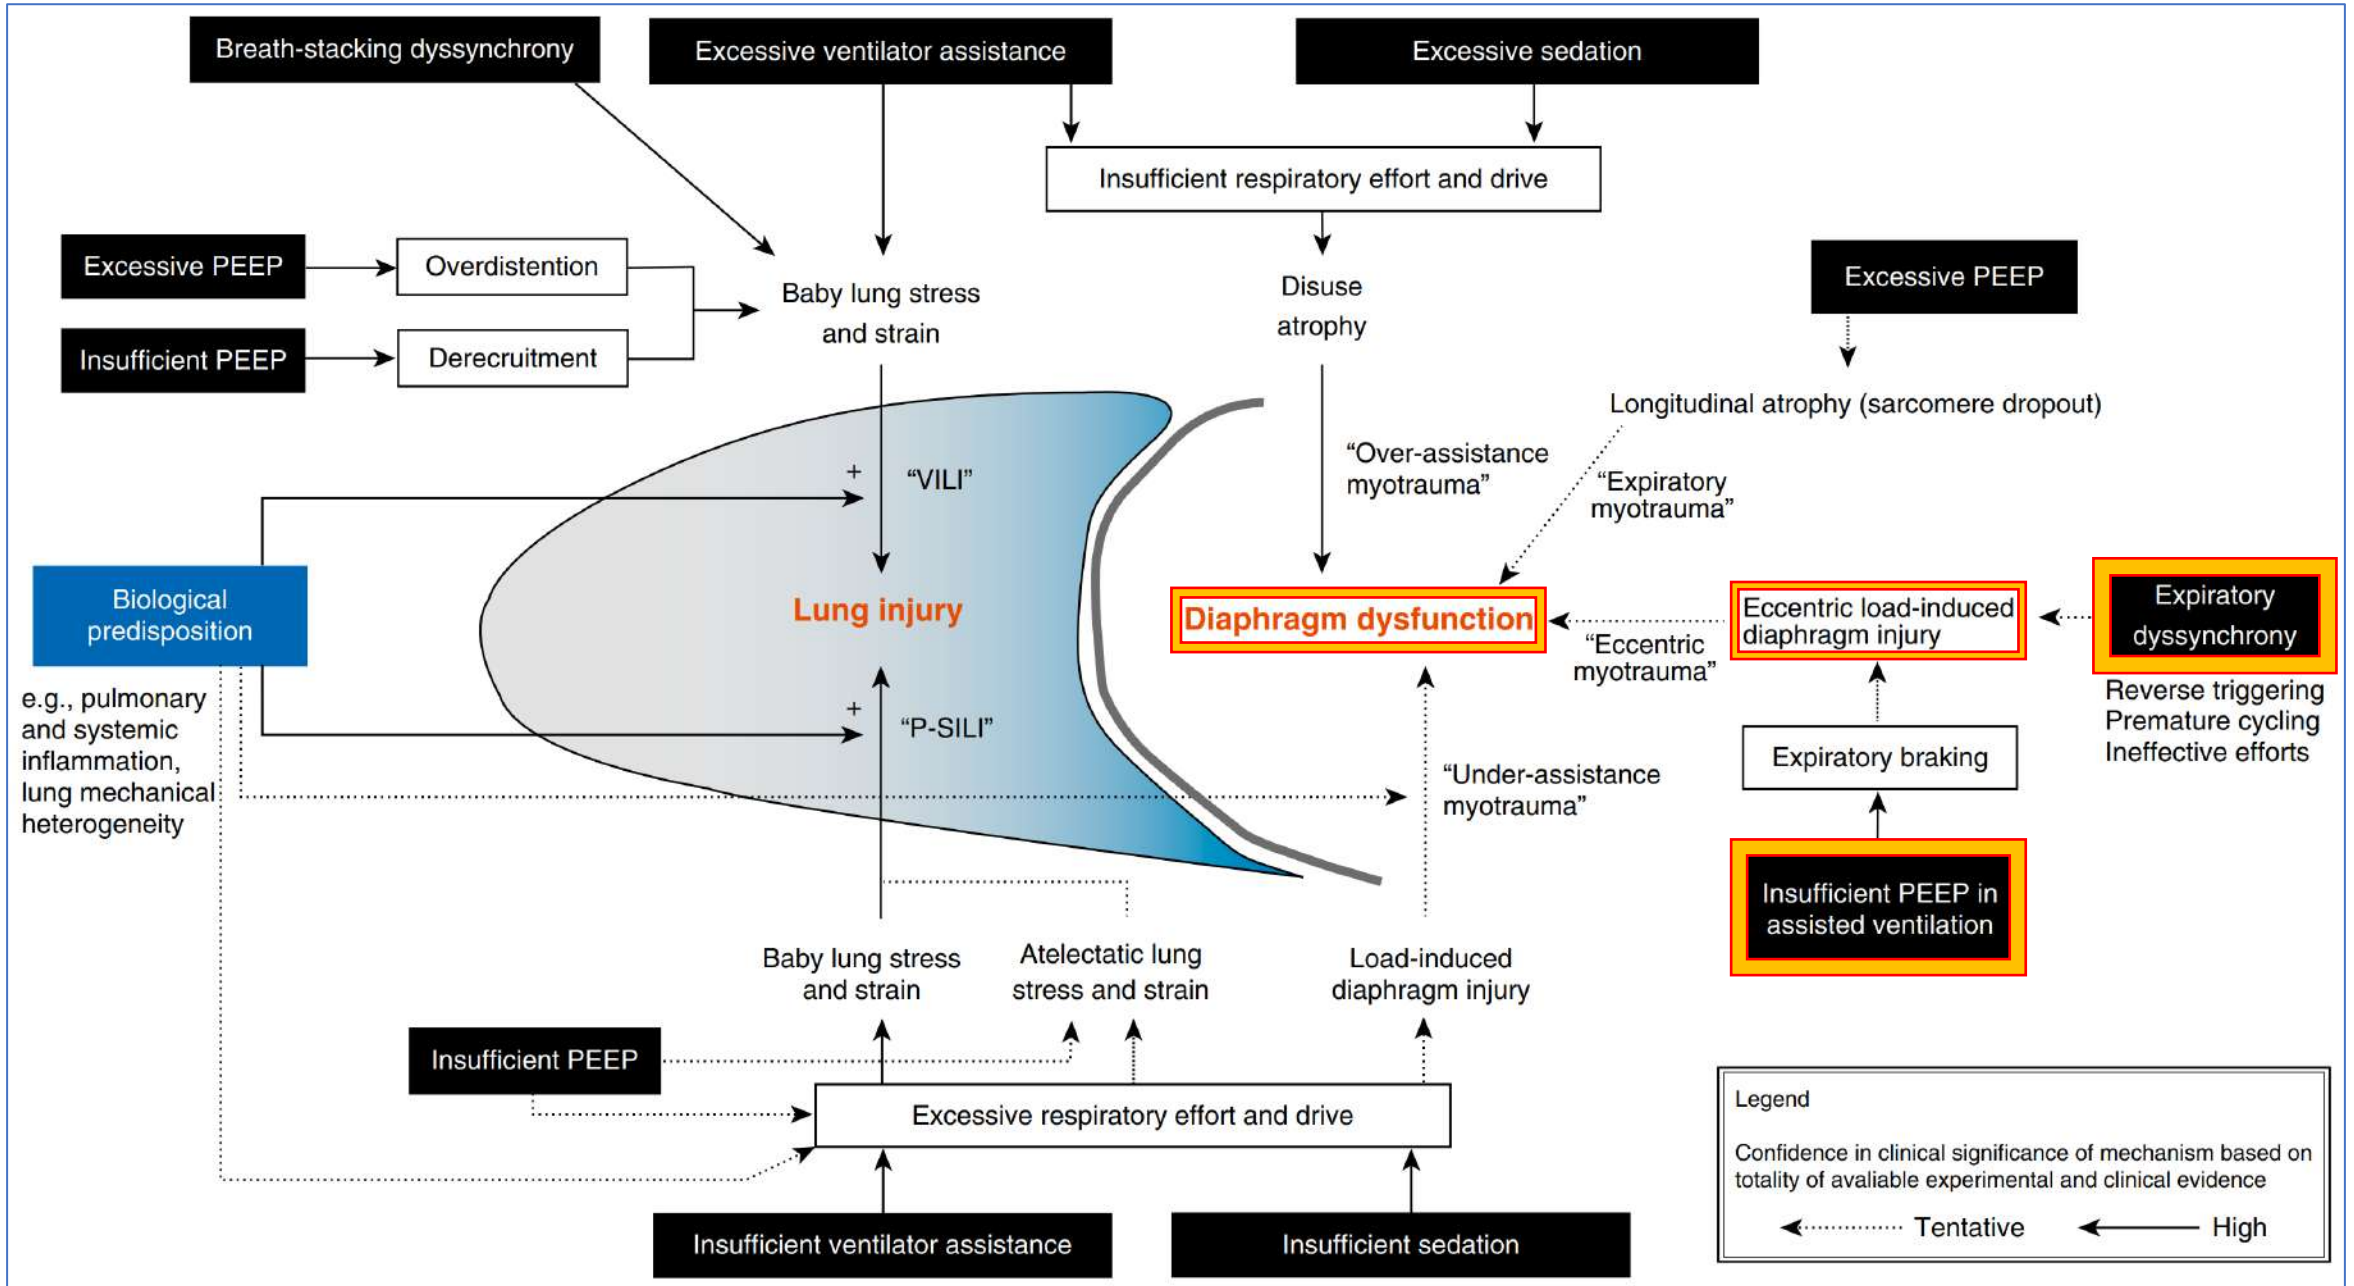 Breath-stacking dyssynchrony
Excessive ventilator assistance
Excessive sedation
Insufficient respiratory effort and drive
Excessive PEEP
Overdistention
Insufficient PEEP
Derecruitment
Baby lung stress
and strain
Disuse
atrophy
Excessive PEEP
Longitudinal atrophy (sarcomere dropout)
+
“VILI”
“Over-assistance
myotrauma”
“Expiratory
myotrauma”
Biological
predisposition
e.g., pulmonary
and systemic
inflammation,
lung mechanical
heterogeneity
Lung injury
Diaphragm dysfunction
“Eccentric
myotrauma”
Eccentric load-induced
diaphragm injury
Expiratory
dyssynchrony
Reverse triggering
Premature cycling
Ineffective efforts
+
“P-SILI”
“Under-assistance
myotrauma”
Expiratory braking
Insufficient PEEP in
assisted ventilation
Baby lung stress
and strain
Atelectatic lung
stress and strain
Load-induced
diaphragm injury
Insufficient PEEP
Excessive respiratory effort and drive
Insufficient ventilator assistance
Insufficient sedation
Legend
Confidence in clinical significance of mechanism based on
totality of avaliable experimental and clinical evidence
Tentative
High